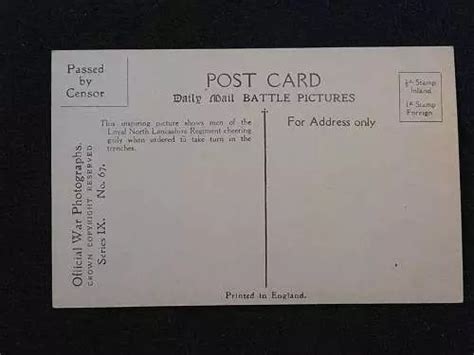 Passed
by
Censor.
POST CARD
Daily Mail BATTLE PICTURES
½d Stamp
Inland
1d Stamp
Foreign
This inspiring picture shows men of the
Loyal North Lancashire Regiment cheering
gaily when ordered to take turn in the
trenches.
For Address only
Official War Photographs.
CROWN COPYRIGHT RESERVED
Series IX. No. 67.
Printed in England.